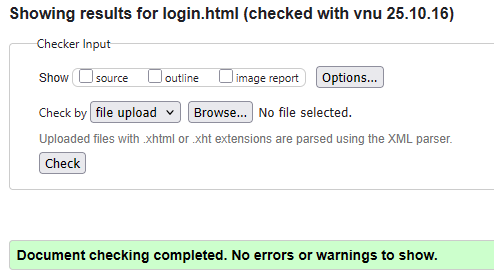 Showing results for login.html (checked with vnu 25.10.16)
Checker Input
Show source outline image report Options...
Check by file upload Browse... No file selected.
Uploaded files with .xhtml or .xht extensions are parsed using the XML parser.
Check
Document checking completed. No errors or warnings to show.